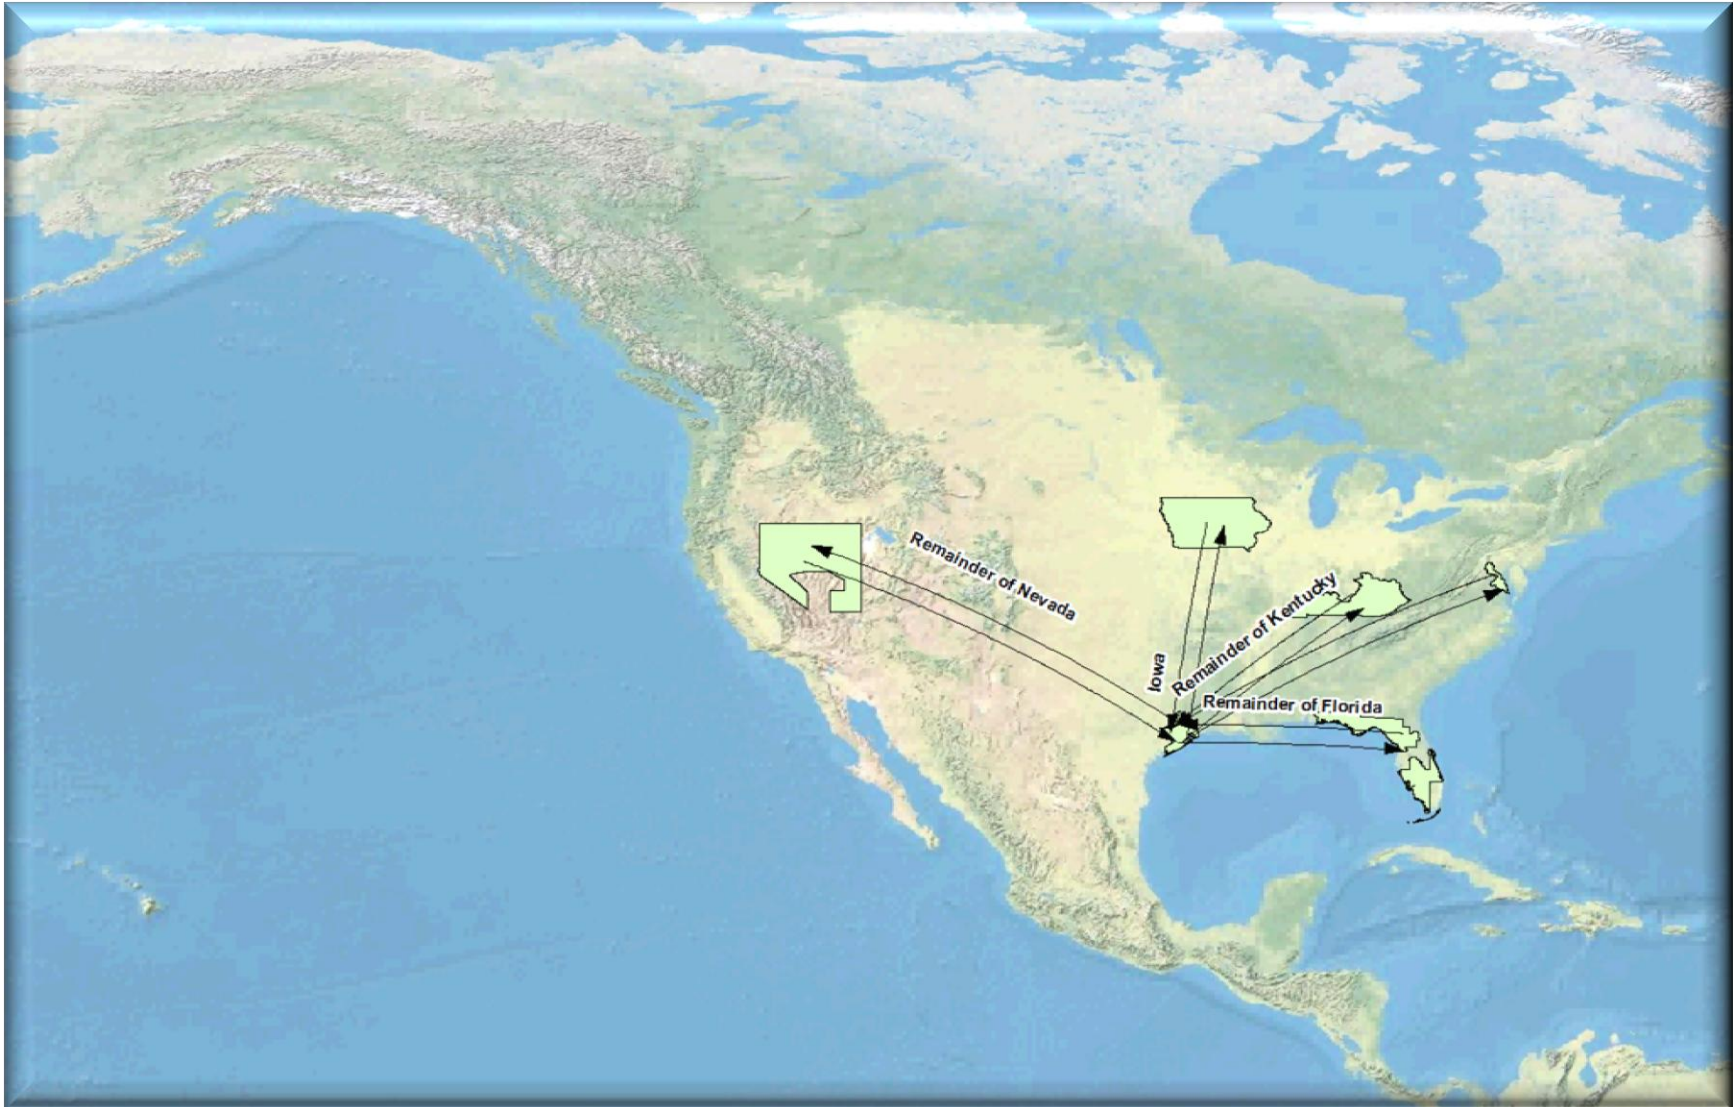 Remainder of Nevada
Iowa
Remainder of Kentucky
Remainder of Florida